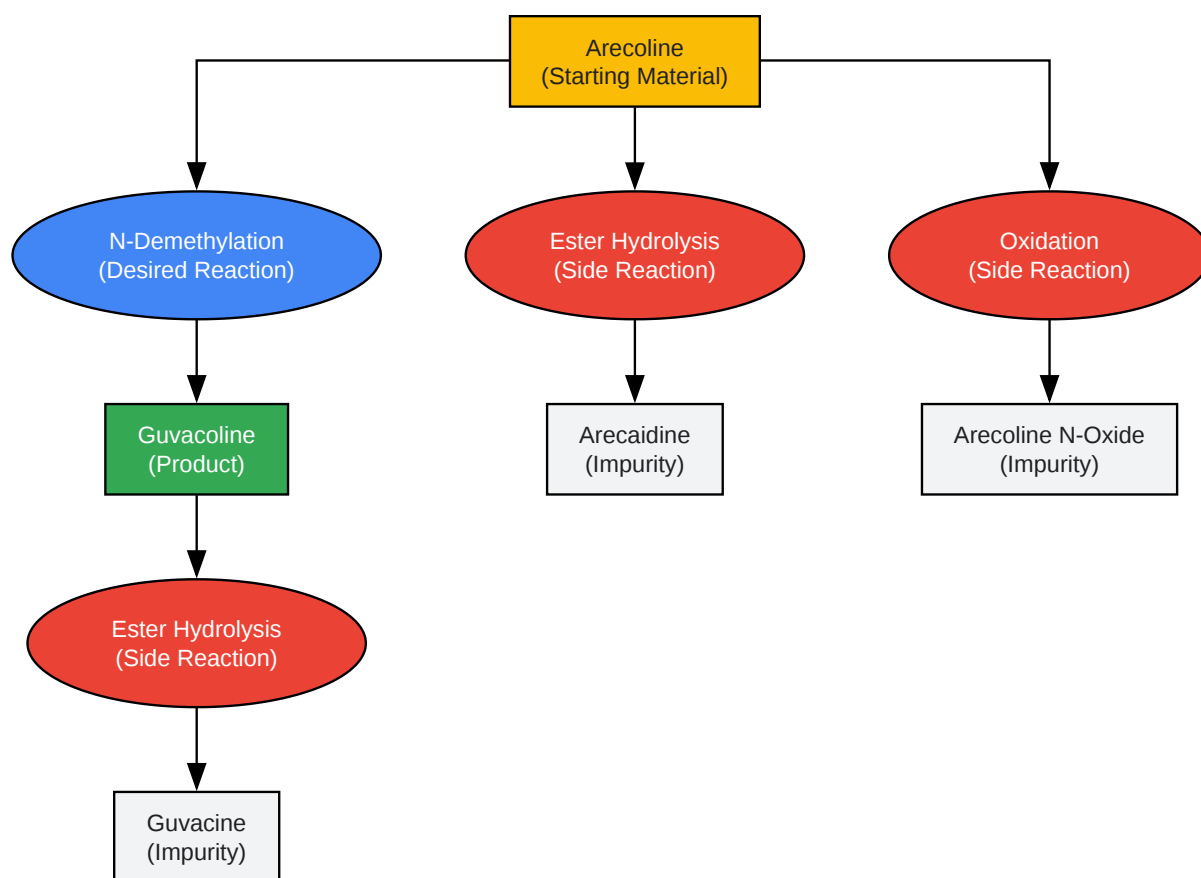 Arecoline
(Starting Material)
N-Demethylation
(Desired Reaction)
Ester Hydrolysis
(Side Reaction)
Oxidation
(Side Reaction)
Guvacoline
(Product)
Arecaidine
(Impurity)
Arecoline N-Oxide
(Impurity)
Ester Hydrolysis
(Side Reaction)
Guvacine
(Impurity)